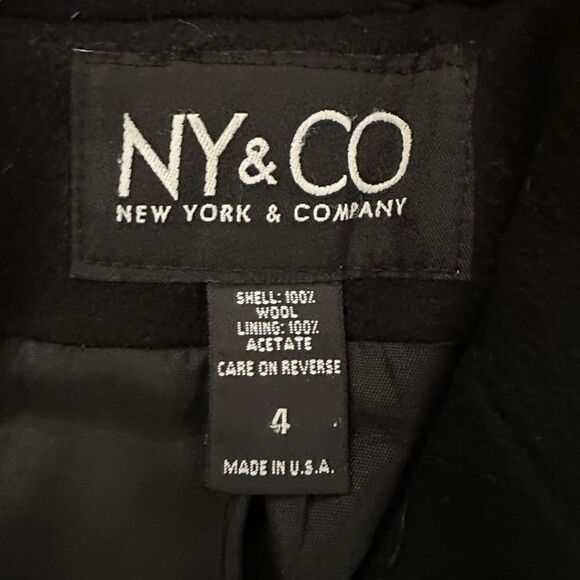 NY & CO
NEW YORK & COMPANY
SHELL: 100%
WOOL
LINING: 100%
ACETATE
CARE ON REVERSE
4
MADE IN U.S.A.